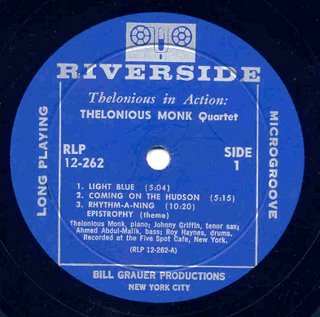 RIVERSIDE
Thelonious in Action:
THELONIOUS MONK Quartet
LONG PLAYING
MICROGROOVE
RLP
12-262
SIDE
1
1. LIGHT BLUE (5:04)
2. COMING ON THE HUDSON (5:15)
3. RHYTHM-A-NING (10:20)
EPISTROPHY (theme)
Thelonious Monk, piano; Johnny Griffin, tenor sax;
Ahmed Abdul-Malik, bass; Roy Haynes, drums.
Recorded at the Five Spot Cafe, New York.
(RLP 12-262-A)
BILL GRAUER PRODUCTIONS
NEW YORK CITY